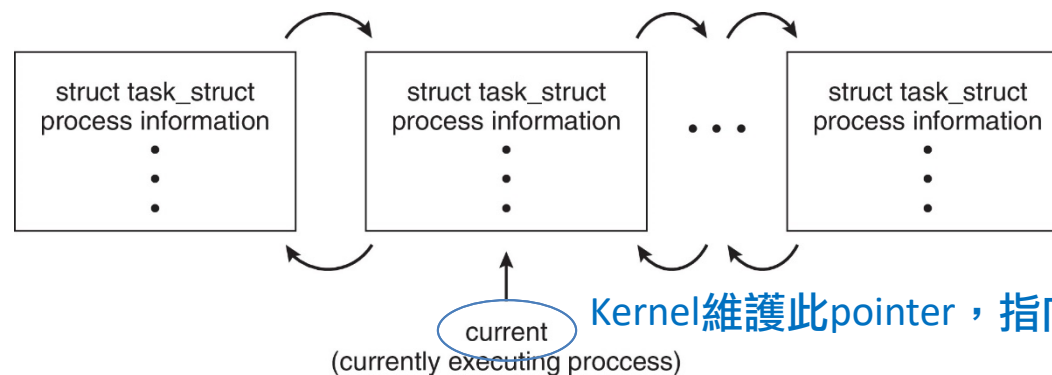 struct task_struct
process information
struct task_struct
process information
struct task_struct
process information
current
(currently executing proccess)
Kernel維護此pointer，指